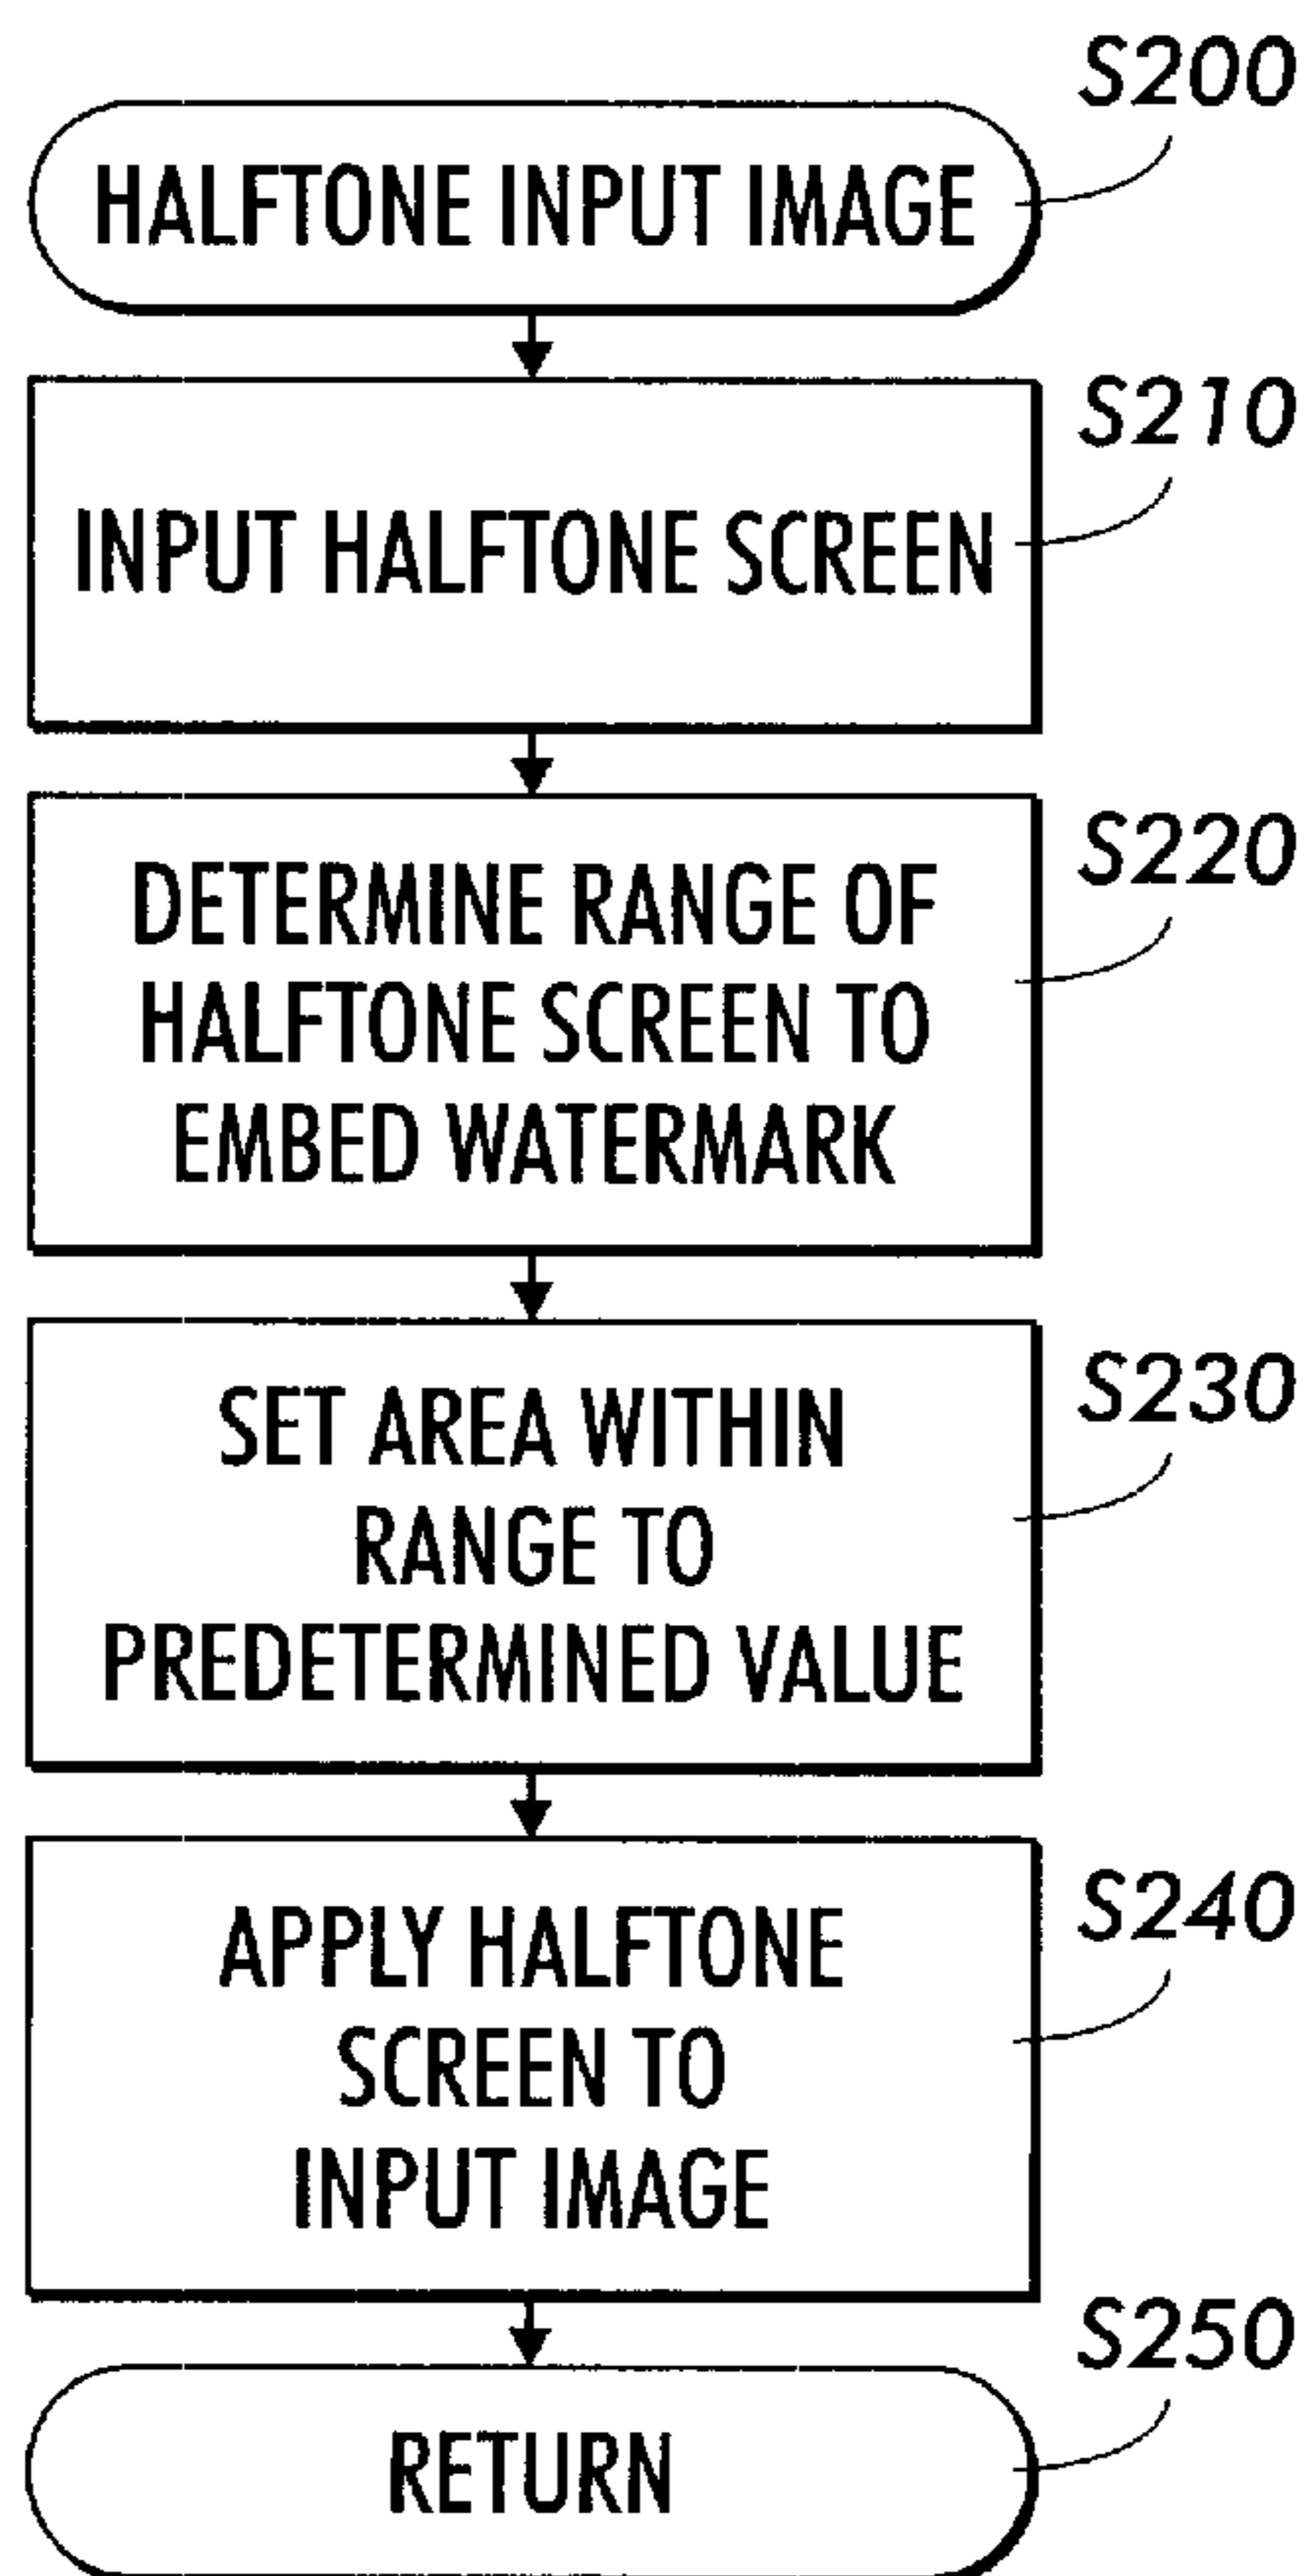 S200
HALFTONE INPUT IMAGE
S210
INPUT HALFTONE SCREEN
S220
DETERMINE RANGE OF
HALFTONE SCREEN TO
EMBED WATERMARK
S230
SET AREA WITHIN
RANGE TO
PREDETERMINED VALUE
S240
APPLY HALFTONE
SCREEN TO
INPUT IMAGE
S250
RETURN